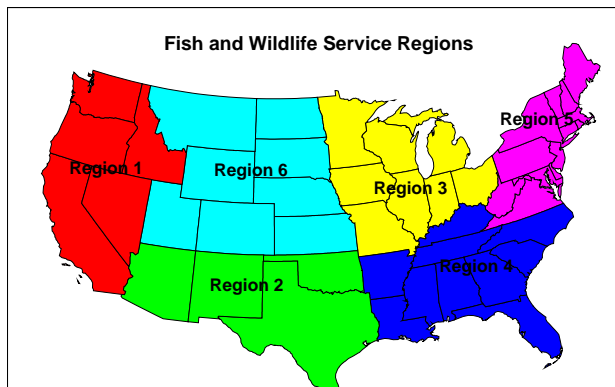 Fish and Wildlife Service Regions
Region 5
Region 1
Region 6
Region 3
Region 4
Region 2